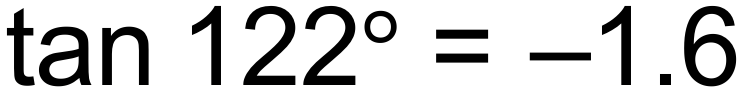 tan 122° = –1.6